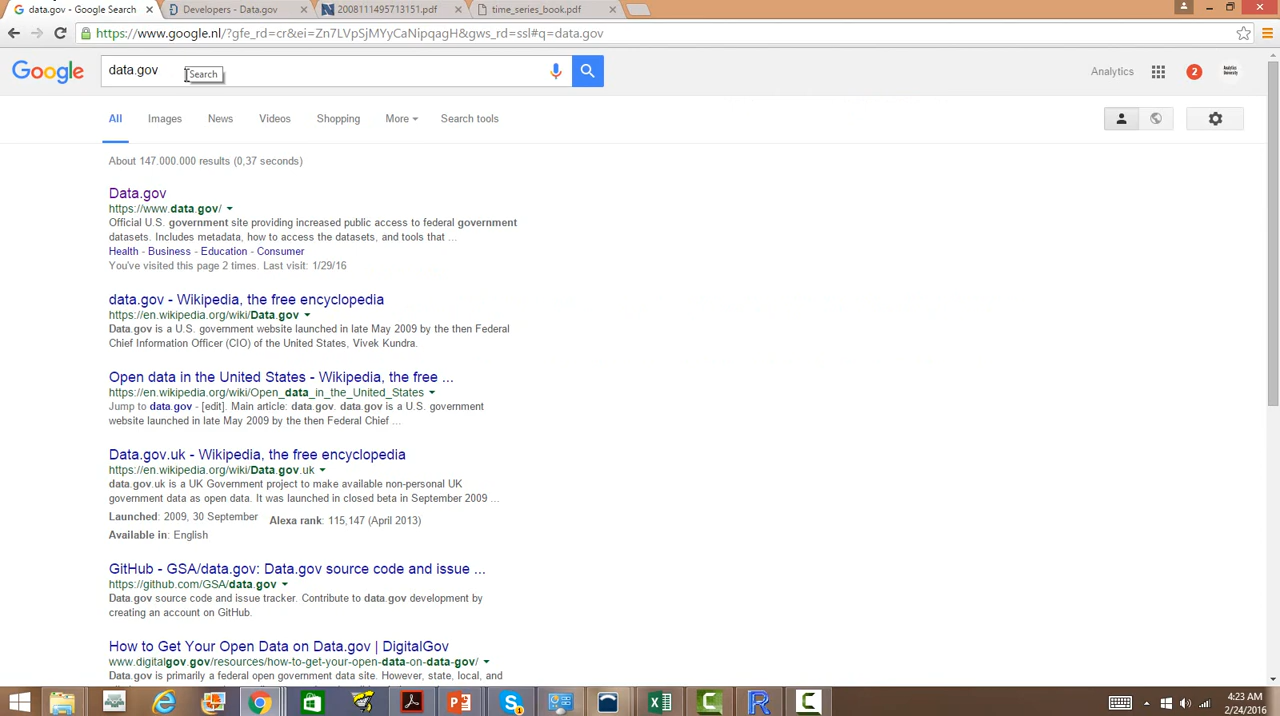 data.gov - Google Search
Developers - Data.gov
2008111495713151.pdf
time_series_book.pdf
https://www.google.nl/?gfe_rd=cr&ei=Zn7LVpSjMYyCaNipqagH&gws_rd=ssl#q=data.gov
Google
data.gov
Search
Analytics
2
Analytics
University
All Images News Videos Shopping More Search tools
About 147.000.000 results (0,37 seconds)
Data.gov
https://www.data.gov/
Official U.S. government site providing increased public access to federal government
datasets. Includes metadata, how to access the datasets, and tools that ...
Health - Business - Education - Consumer
You've visited this page 2 times. Last visit: 1/29/16
data.gov - Wikipedia, the free encyclopedia
https://en.wikipedia.org/wiki/Data.gov
Data.gov is a U.S. government website launched in late May 2009 by the then Federal
Chief Information Officer (CIO) of the United States, Vivek Kundra.
Open data in the United States - Wikipedia, the free ...
https://en.wikipedia.org/wiki/Open_data_in_the_United_States
Jump to data.gov - [edit]. Main article: data.gov. data.gov is a U.S. government
website launched in late May 2009 by the then Federal Chief ...
Data.gov.uk - Wikipedia, the free encyclopedia
https://en.wikipedia.org/wiki/Data.gov.uk
data.gov.uk is a UK Government project to make available non-personal UK
government data as open data. It was launched in closed beta in September 2009 ...
Launched: 2009, 30 September Alexa rank: 115,147 (April 2013)
Available in: English
GitHub - GSA/data.gov: Data.gov source code and issue ...
https://github.com/GSA/data.gov
Data.gov source code and issue tracker. Contribute to data.gov development by
creating an account on GitHub.
How to Get Your Open Data on Data.gov | DigitalGov
www.digitalgov.gov/resources/how-to-get-your-open-data-on-data-gov/
Data.gov is primarily a federal open government data site. However, state, local, and
4:23 AM
2/24/2016